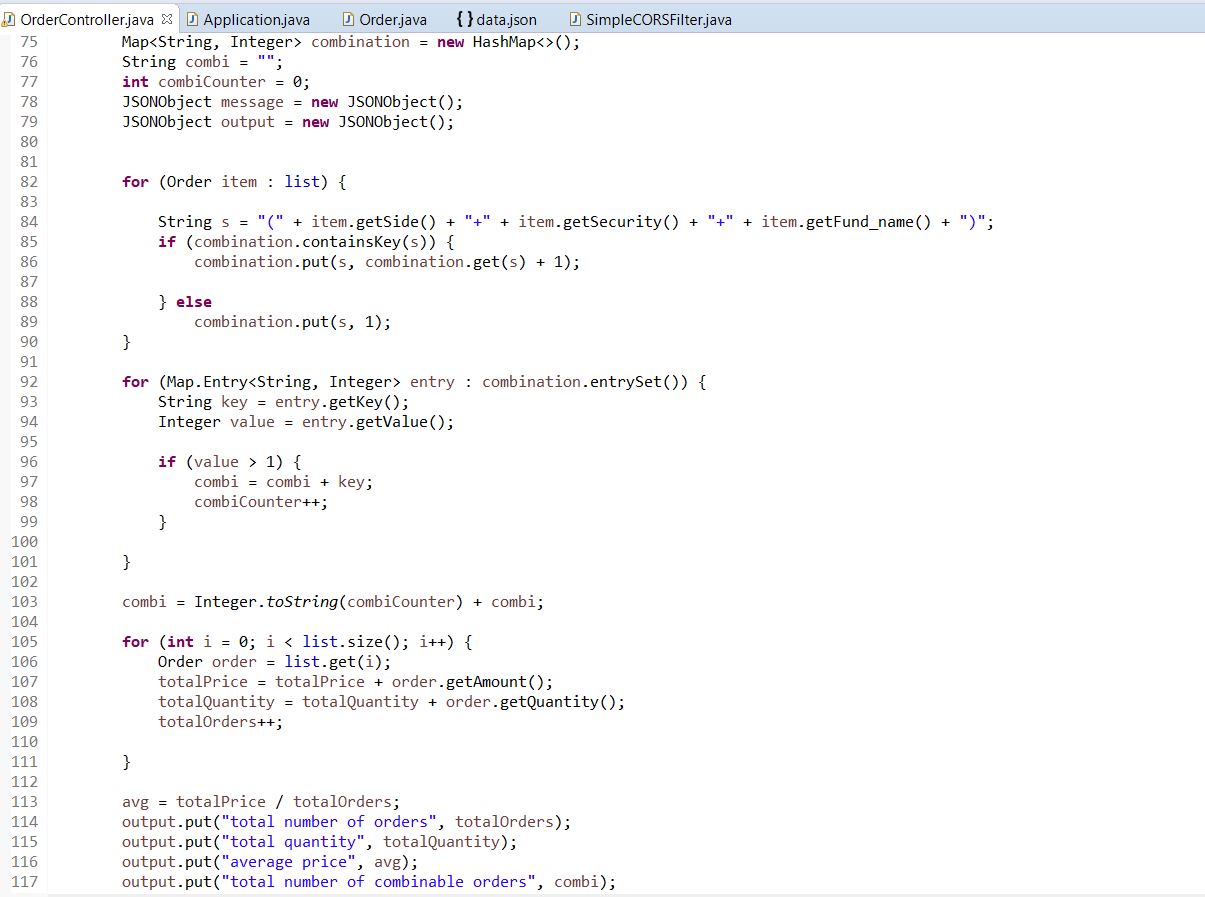 OrderController.java Application.java Order.java {} data.json SimpleCORSFilter.java
75 Map<String, Integer> combination = new HashMap<>();
76 String combi = "";
77 int combiCounter = 0;
78 JSONObject message = new JSONObject();
79 JSONObject output = new JSONObject();
80
81
82 for (Order item : list) {
83
84 String s = "(" + item.getSide() + "+" + item.getSecurity() + "+" + item.getFund_name() + ")";
85 if (combination.containsKey(s)) {
86 combination.put(s, combination.get(s) + 1);
87
88 } else
89 combination.put(s, 1);
90 }
91
92 for (Map.Entry<String, Integer> entry : combination.entrySet()) {
93 String key = entry.getKey();
94 Integer value = entry.getValue();
95
96 if (value > 1) {
97 combi = combi + key;
98 combiCounter++;
99 }
100
101 }
102
103 combi = Integer.toString(combiCounter) + combi;
104
105 for (int i = 0; i < list.size(); i++) {
106 Order order = list.get(i);
107 totalPrice = totalPrice + order.getAmount();
108 totalQuantity = totalQuantity + order.getQuantity();
109 totalOrders++;
110
111 }
112
113 avg = totalPrice / totalOrders;
114 output.put("total number of orders", totalOrders);
115 output.put("total quantity", totalQuantity);
116 output.put("average price", avg);
117 output.put("total number of combinable orders", combi);